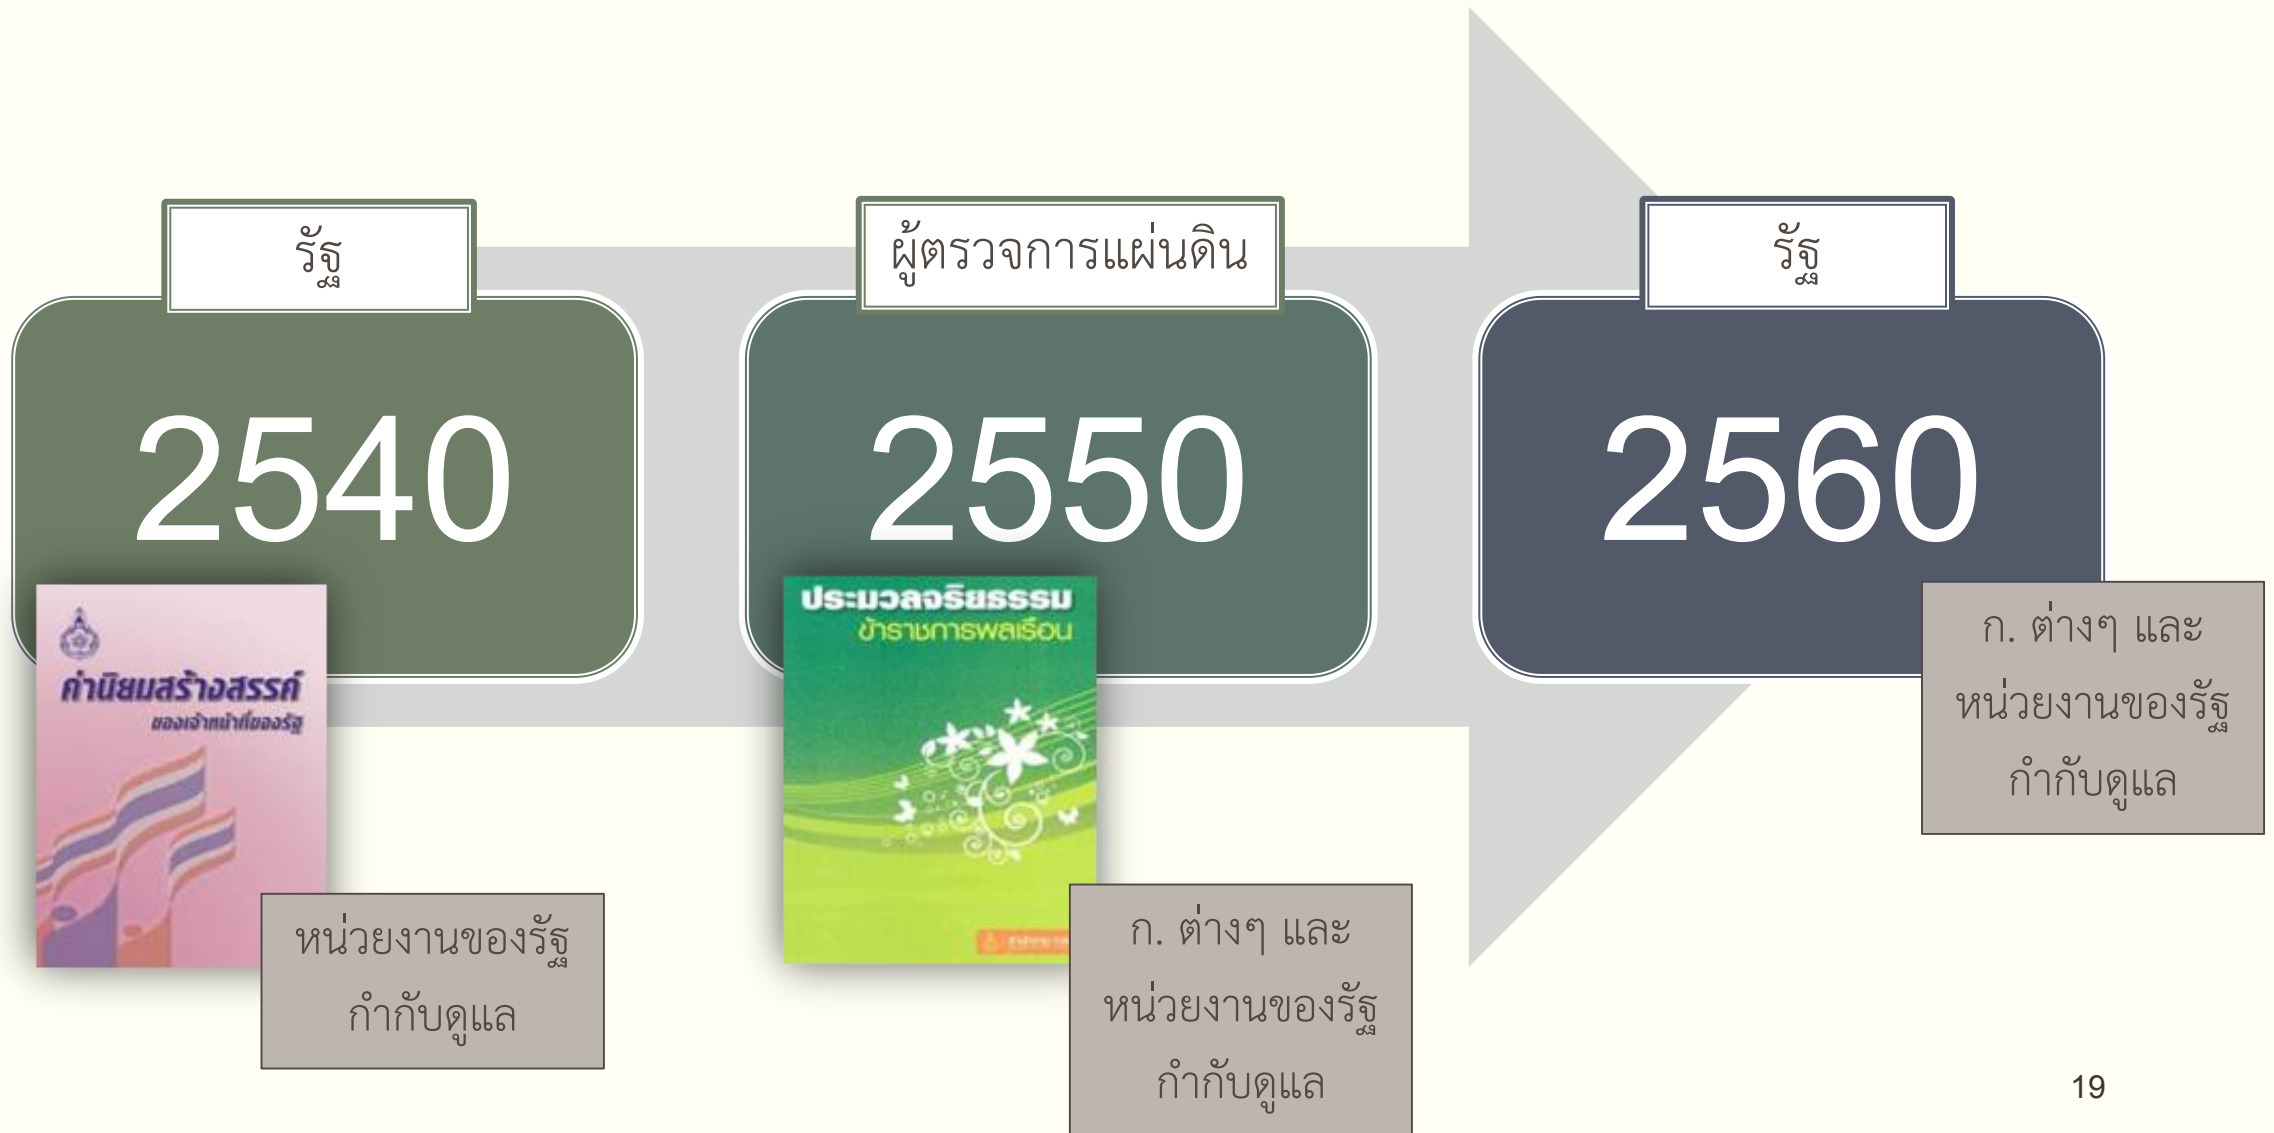 รัฐ
2540
ค่านิยมสร้างสรรค์
ของเจ้าหน้าที่ของรัฐ
หน่วยงานของรัฐ
กำกับดูแล
ผู้ตรวจการแผ่นดิน
2550
ประมวลจริยธรรม
ข้าราชการพลเรือน
ก. ต่างๆ และ
หน่วยงานของรัฐ
กำกับดูแล
รัฐ
2560
ก. ต่างๆ และ
หน่วยงานของรัฐ
กำกับดูแล
19